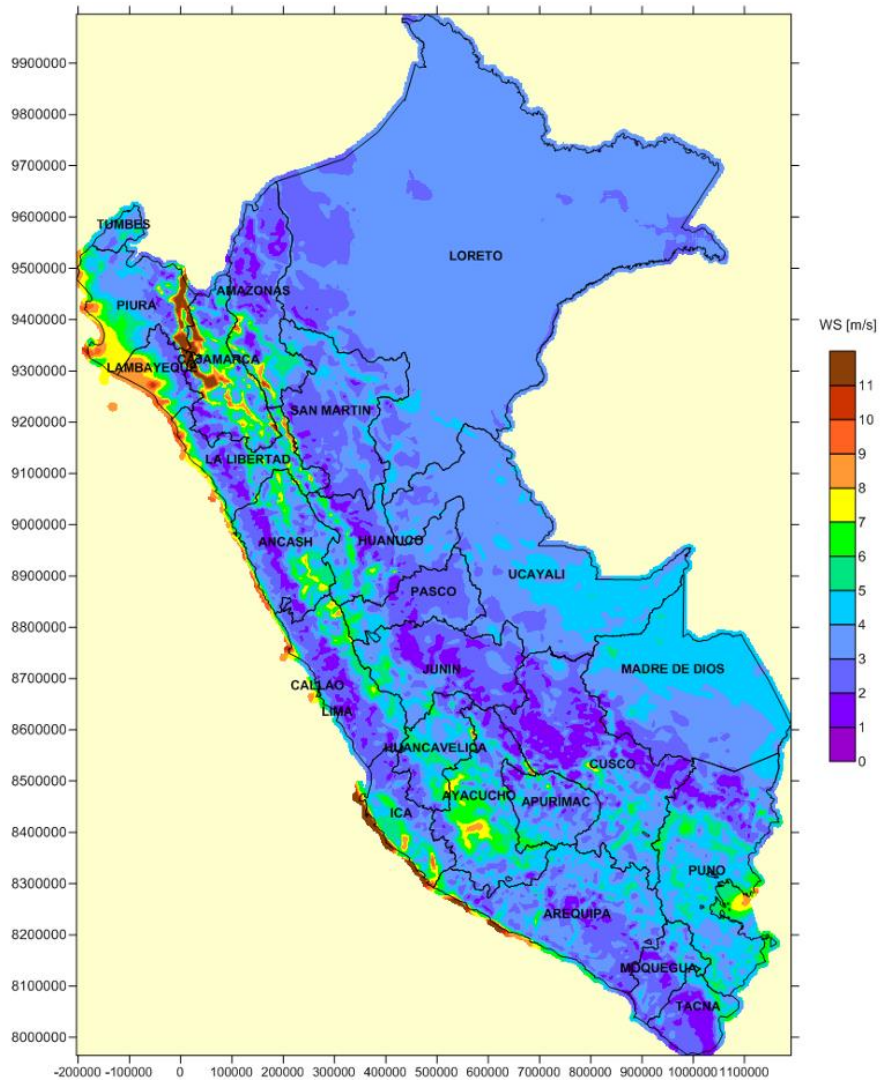 9900000
9800000
9700000
9600000
9500000
9400000
9300000
9200000
9100000
9000000
8900000
8800000
8700000
8600000
8500000
8400000
8300000
8200000
8100000
8000000
TUMBES
LORETO
AMAZONAS
PIURA
CAJAMARCA
LAMBAYEQUE
SAN MARTIN
LA LIBERTAD
ANCASH
HUANUCO
UCAYALI
PASCO
MADRE DE DIOS
JUNIN
CALLAO
LIMA
HUANCAVELICA
CUSCO
AYACUCHO
APURIMAC
ICA
PUNO
AREQUIPA
MOQUEGUA
TACNA
WS [m/s]
11
10
9
8
7
6
5
4
3
2
1
0
-200000 -100000 0 100000 200000 300000 400000 500000 600000 700000 800000 900000 1000000 1100000